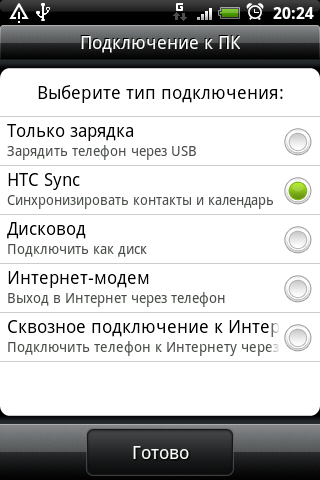 G 20:24
Подключение к ПК
Выберите тип подключения:
Только зарядка
Зарядить телефон через USB
HTC Sync
Синхронизировать контакты и календарь
Дисковод
Подключить как диск
Интернет-модем
Выход в Интернет через телефон
Сквозное подключение к Интер
Подключить телефон к Интернету через
Готово